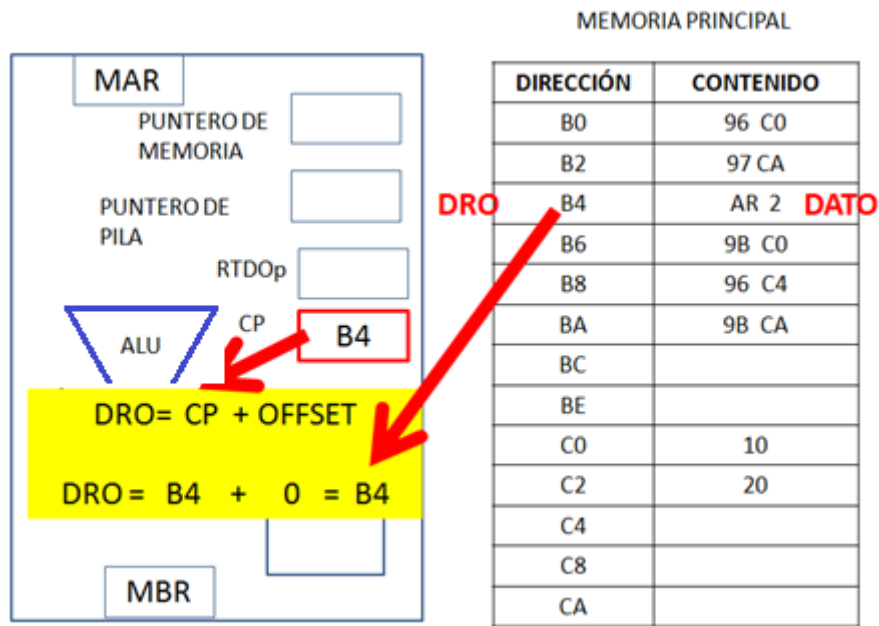 MEMORIA PRINCIPAL
MAR
PUNTERO DE
MEMORIA
PUNTERO DE
PILA
RTDOp
CP
B4
ALU
DRO= CP + OFFSET
DRO = B4 + 0 = B4
MBR
DIRECCIÓN CONTENIDO
B0 96 C0
B2 97 CA
DRO B4 AR 2 DATO
B6 9B C0
B8 96 C4
BA 9B CA
BC
BE
C0 10
C2 20
C4
C8
CA